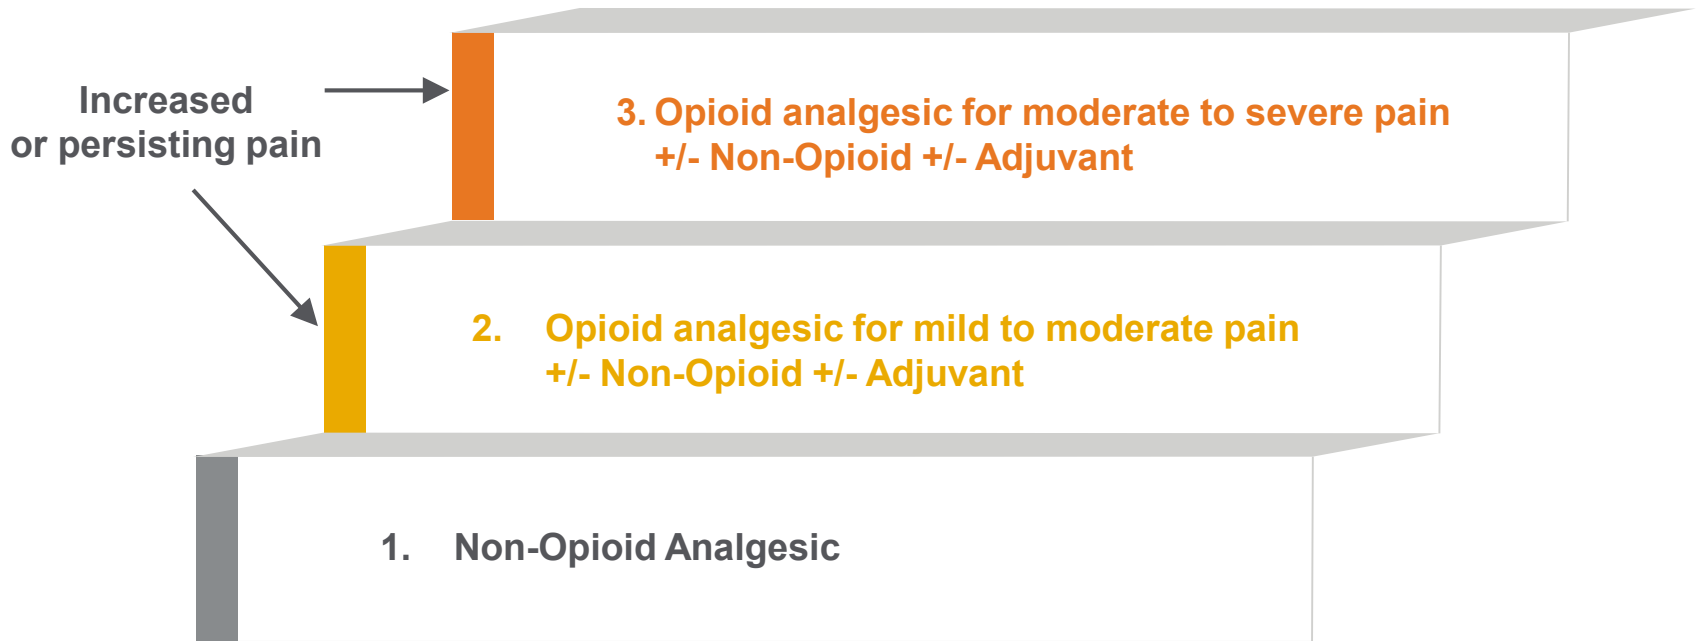 Increased
or persisting pain
3. Opioid analgesic for moderate to severe pain
+/- Non-Opioid +/- Adjuvant
2. Opioid analgesic for mild to moderate pain
+/- Non-Opioid +/- Adjuvant
1. Non-Opioid Analgesic